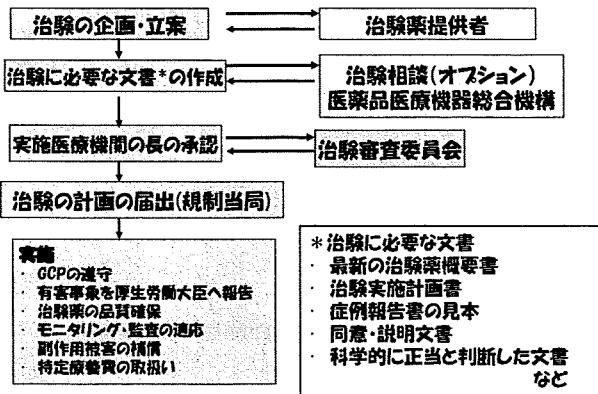 治験の企画・立案
治験薬提供者
治験に必要な文書*の作成
治験相談(オプション)
医薬品医療機器総合機構
実施医療機関の長の承認
治験審査委員会
治験の計画の届出(規制当局)
実施
・ GCPの遵守
・ 有害事象を厚生労働大臣へ報告
・ 治験薬の品質確保
・ モニタリング・監査の適応
・ 副作用被害の補償
・ 特定療養費の取扱い
*治験に必要な文書
・ 最新の治験薬概要書
・ 治験実施計画書
・ 症例報告書の見本
・ 同意・説明文書
・ 科学的に正当と判断した文書
など